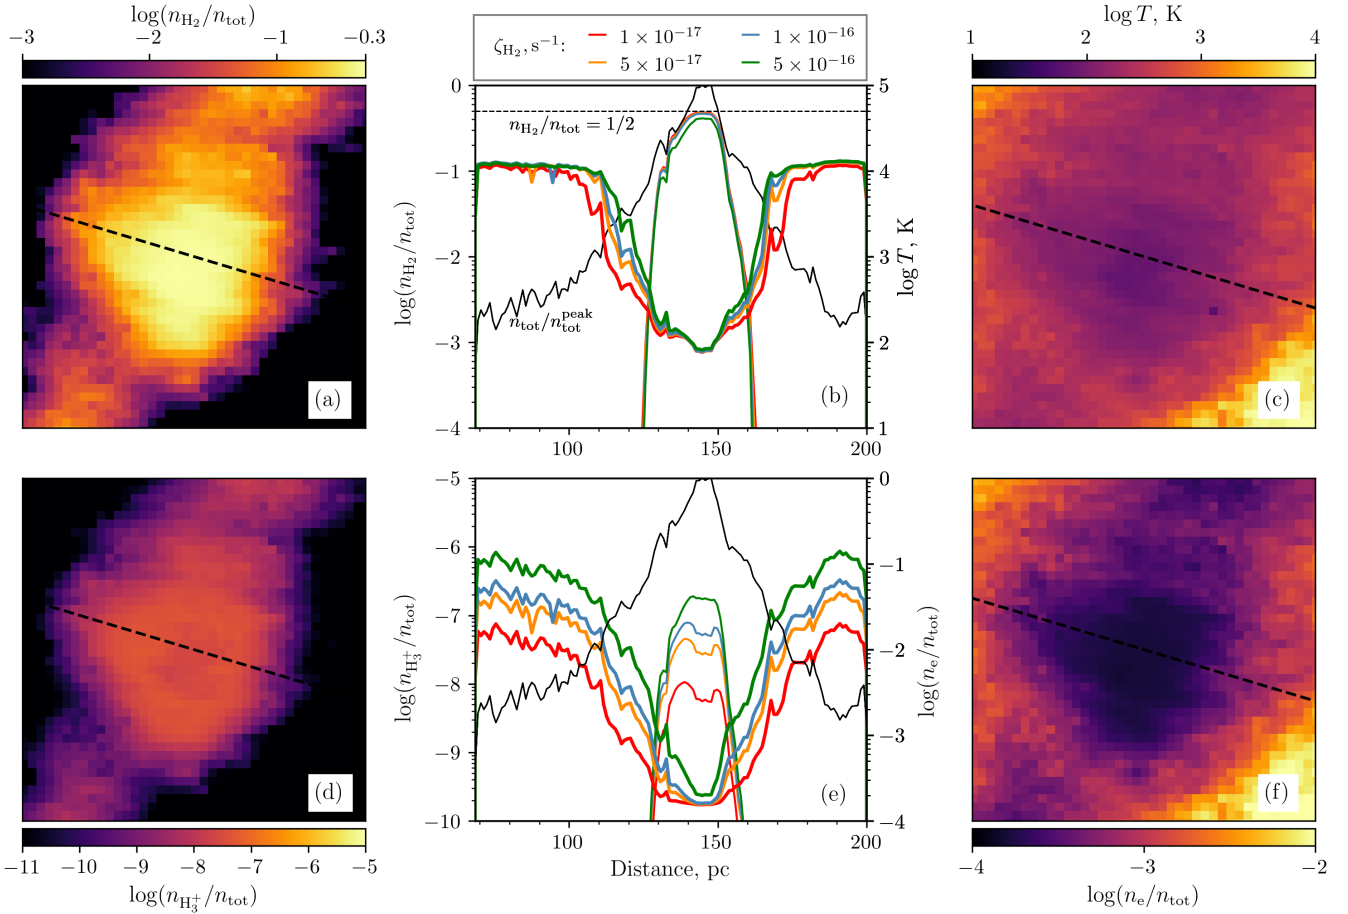 log(n_H₂/n_tot)
−3 −2 −1 −0.3
ζ_H₂, s⁻¹: 1 × 10⁻¹⁷ 1 × 10⁻¹⁶
5 × 10⁻¹⁷ 5 × 10⁻¹⁶
log T, K
1 2 3 4
(a)
log(n_H₂/n_tot)
0
−1
−2
−3
−4
n_H₂/n_tot = 1/2
n_tot/n_tot^peak
(b)
100 150 200
5
4
3
2
1
log T, K
(c)
(d)
−11 −10 −9 −8 −7 −6 −5
log(n_H₃⁺/n_tot)
log(n_H₃⁺/n_tot)
−5
−6
−7
−8
−9
−10
(e)
100 150 200
Distance, pc
0
−1
−2
−3
−4
log(n_e/n_tot)
(f)
−4 −3 −2
log(n_e/n_tot)